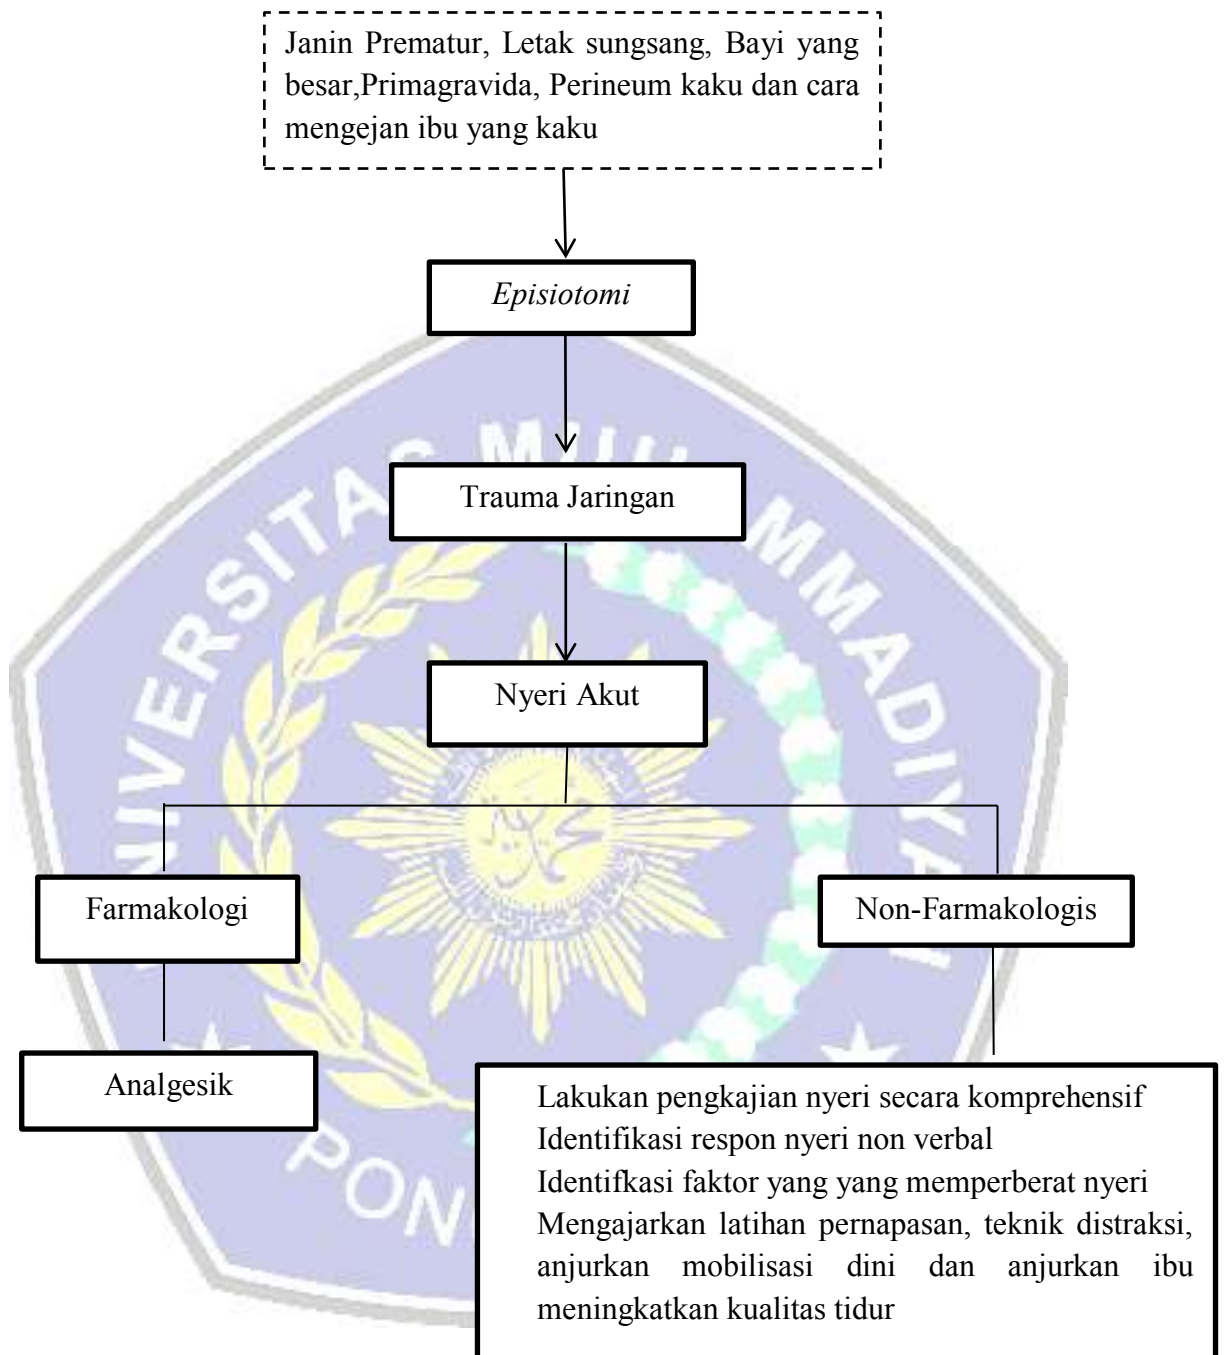 Janin Prematur, Letak sungsang, Bayi yang
besar,Primagravida, Perineum kaku dan cara
mengejan ibu yang kaku
Episiotomi
UNIVERSITAS MUHAMMADIYAH
Trauma Jaringan
Nyeri Akut
Farmakologi
Non-Farmakologis
Analgesik
Lakukan pengkajian nyeri secara komprehensif
Identifikasi respon nyeri non verbal
Identifkasi faktor yang yang memperberat nyeri
Mengajarkan latihan pernapasan, teknik distraksi,
anjurkan mobilisasi dini dan anjurkan ibu
meningkatkan kualitas tidur